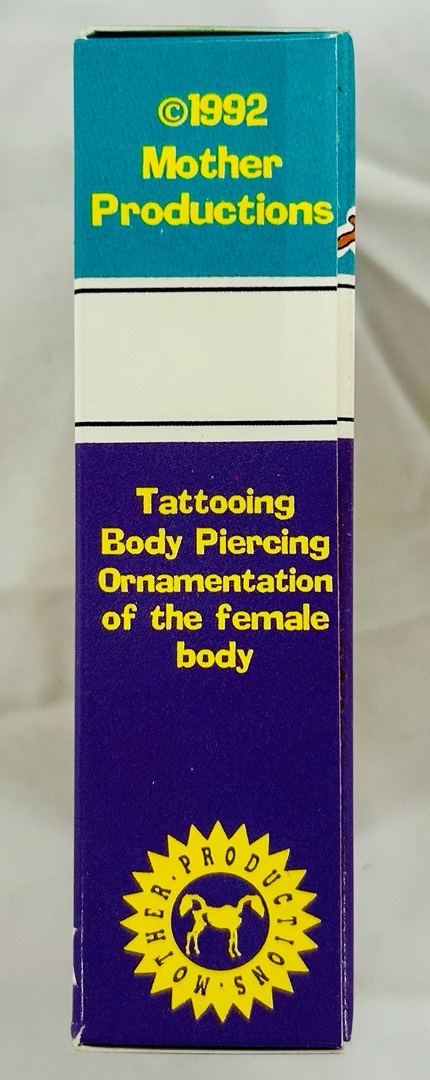 ©1992
Mother
Productions
Tattooing
Body Piercing
Ornamentation
of the female
body
MOTHER · PRODUCTIONS ·